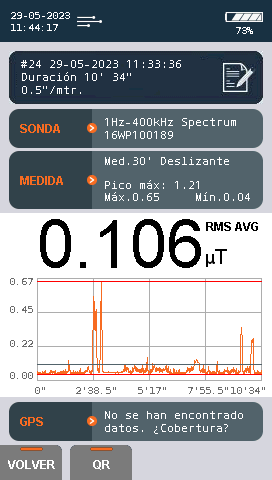 29-05-2023
11:44:17
73%
#24 29-05-2023 11:33:36
Duración 10' 34"
0.5"/mtr.
SONDA
1Hz-400kHz Spectrum
16WP100189
MEDIDA
Med.30' Deslizante
Pico máx: 1.21
Máx.0.65 Mín.0.04
0.106 RMS AVG
µT
0.67
0.45
0.22
0.00
0" 2'38.5" 5'17" 7'55.5" 10'34"
GPS
No se han encontrado
datos. ¿Cobertura?
VOLVER QR